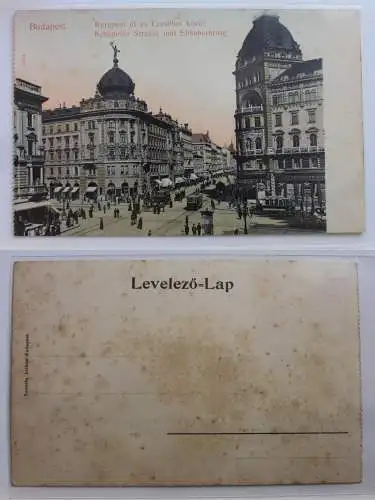 Budapest.
Kerepesi út és Erzsébet körút
Kerepeser Strasse und Elisabethring
Levelező-Lap